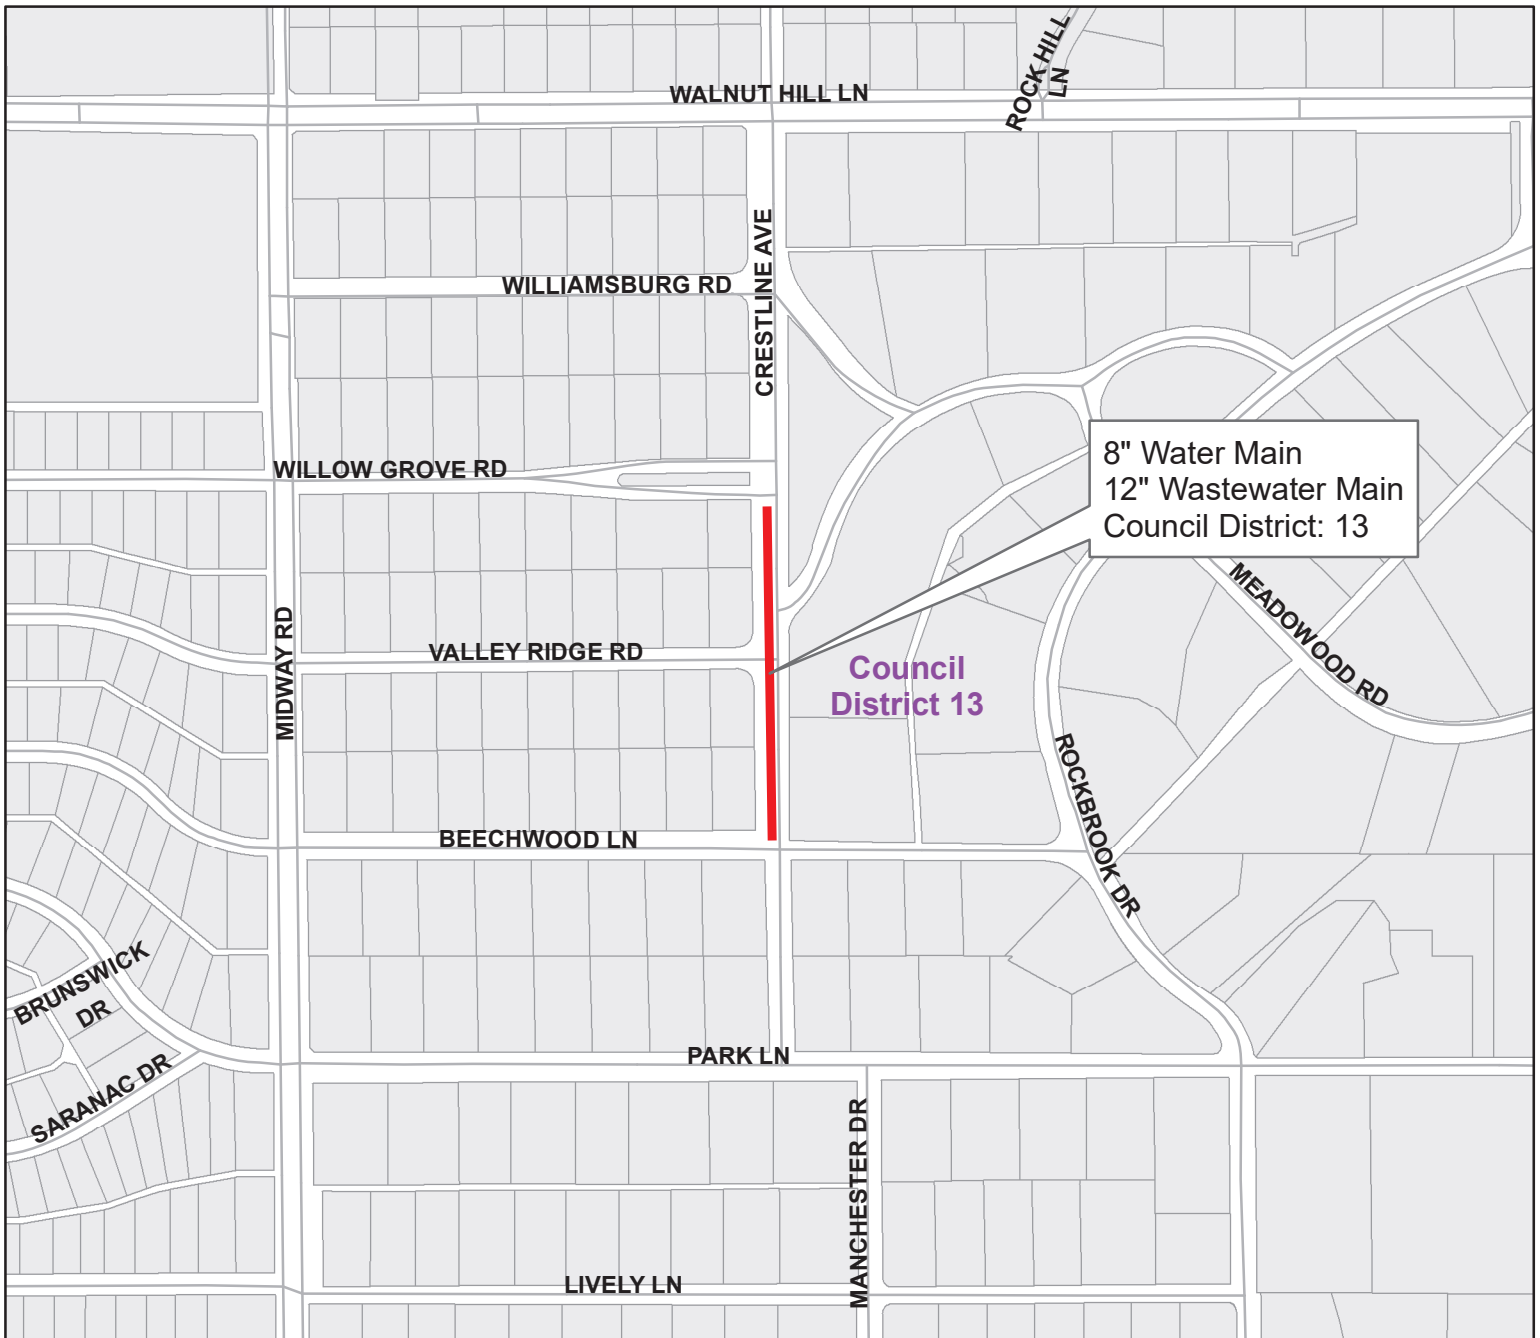 ROCK HILL
LN
WALNUT HILL LN
CRESTLINE AVE
WILLIAMSBURG RD
WILLOW GROVE RD
8" Water Main
12" Wastewater Main
Council District: 13
MEADOWOOD RD
MIDWAY RD
VALLEY RIDGE RD
Council
District 13
ROCKBROOK DR
BEECHWOOD LN
BRUNSWICK
DR
SARANAC DR
PARK LN
MANCHESTER DR
LIVELY LN